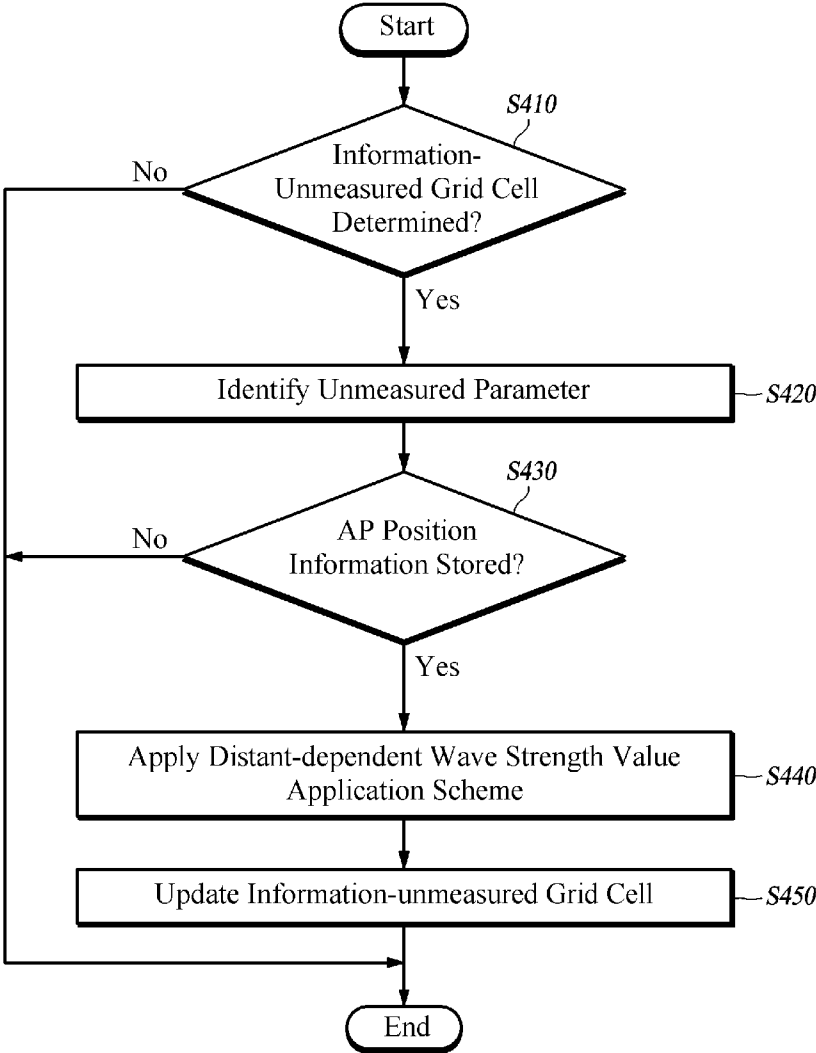 Start
S410
Information-
Unmeasured Grid Cell
Determined?
No
Yes
Identify Unmeasured Parameter
S420
S430
AP Position
Information Stored?
No
Yes
Apply Distant-dependent Wave Strength Value
Application Scheme
S440
Update Information-unmeasured Grid Cell
S450
End